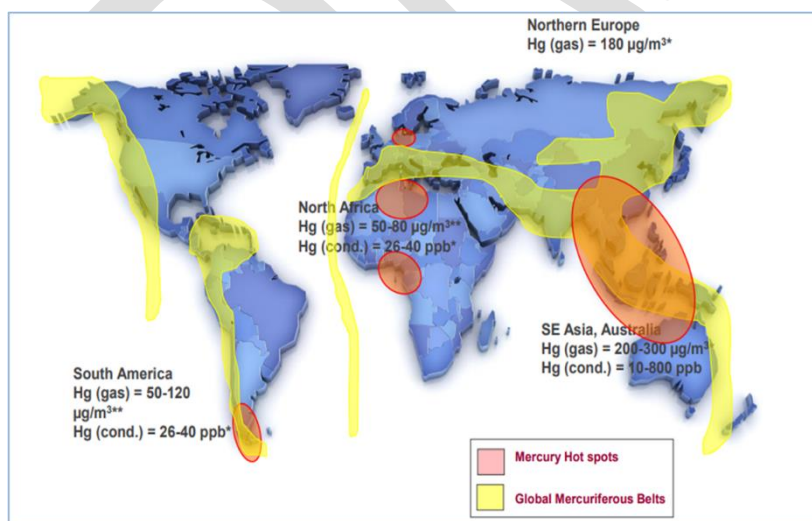 Northern Europe
Hg (gas) = 180 µg/m³*
North Africa
Hg (gas) = 50-80 µg/m³**
Hg (cond.) = 26-40 ppb*
SE Asia, Australia
Hg (gas) = 200-300 µg/m³*
Hg (cond.) = 10-800 ppb
South America
Hg (gas) = 50-120
µg/m³**
Hg (cond.) = 26-40 ppb*
Mercury Hot spots
Global Mercuriferous Belts